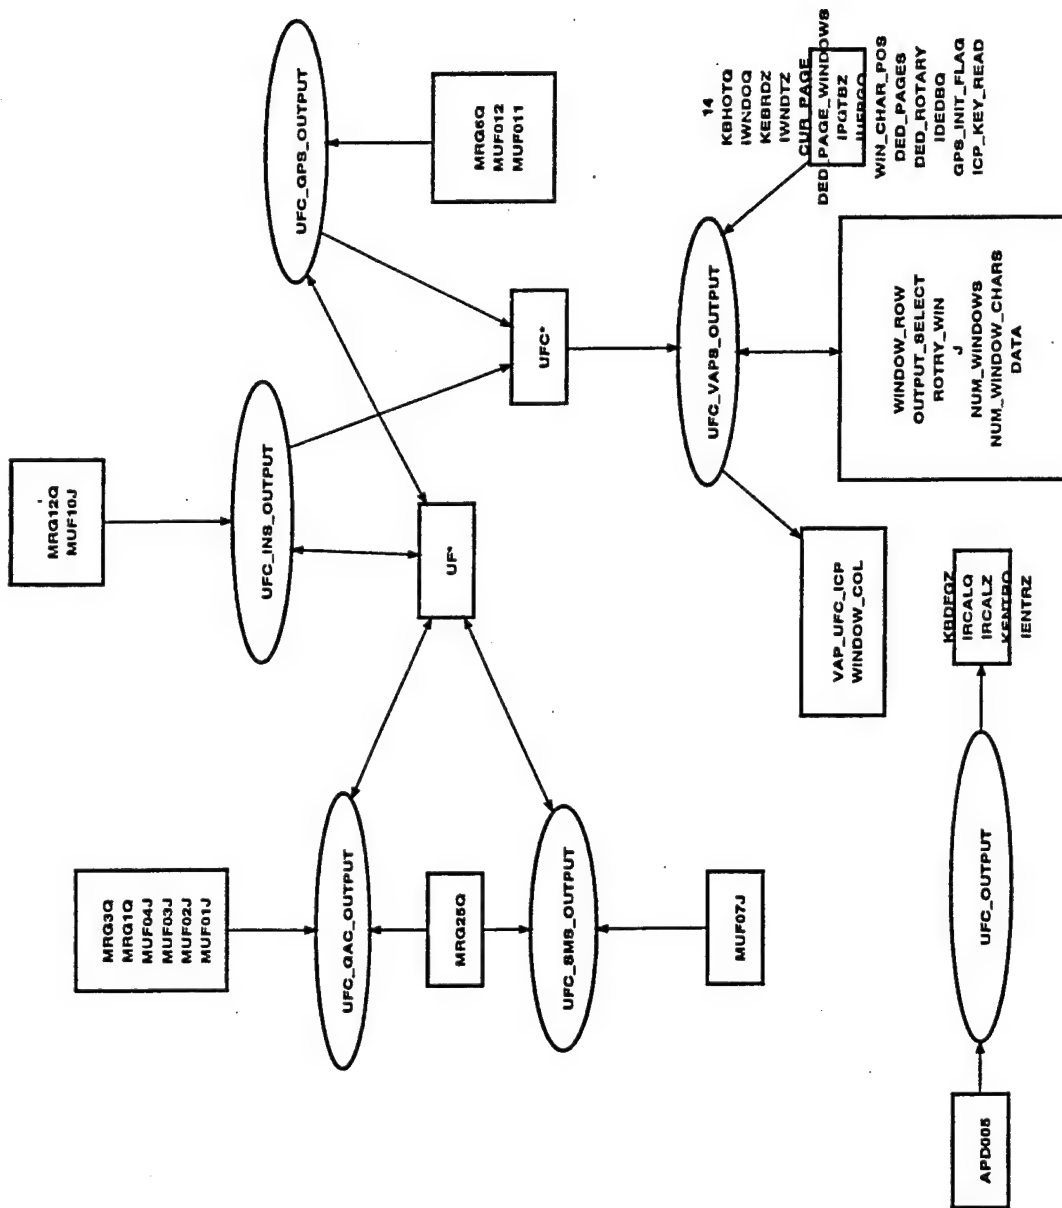 MRG12Q
MUF10J
MRG3Q
MRG1Q
MUF04J
MUF03J
MUF02J
MUF01J
UFC_INS_OUTPUT
UFC_GPS_OUTPUT
UFC_GAC_OUTPUT
UF*
MRG25Q
MRG6Q
MUF012
MUF011
UFC*
UFC_SMS_OUTPUT
UFC_VAPS_OUTPUT
MUF07J
14
KBHOTQ
IWNDOQ
KEBRDZ
IWNDTZ
CUR_PAGE
DED_PAGE_WINDOWS
IPGTBZ
WIN_CHAR_POS
DED_PAGES
DED_ROTARY
IDEDBQ
GPS_INIT_FLAG
ICP_KEY_READ
VAP_UFC_ICP
WINDOW_COL
WINDOW_ROW
OUTPUT_SELECT
ROTRY_WIN
J
NUM_WINDOWS
NUM_WINDOW_CHARS
DATA
APD005
UFC_OUTPUT
KBDEGZ
IRCALQ
IRCALZ
KENTRQ
IENTRZ